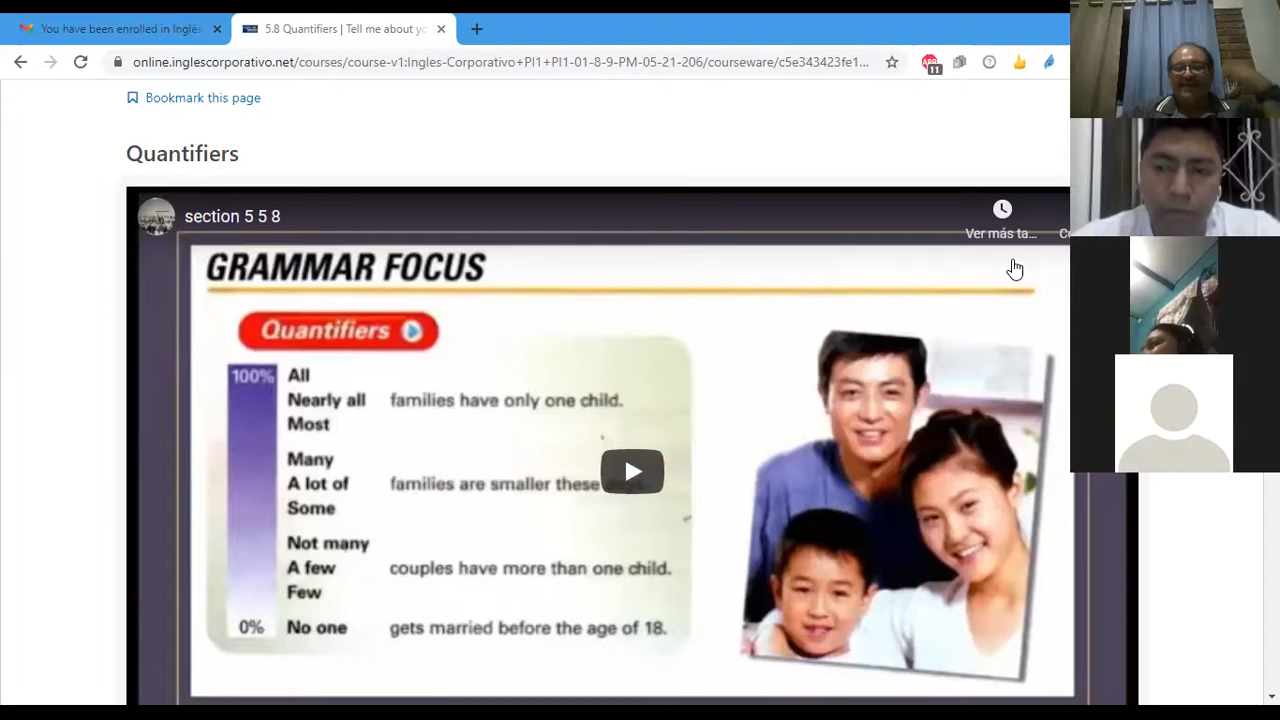 You have been enrolled in Inglés
5.8 Quantifiers | Tell me about yo
online.inglescorporativo.net/courses/course-v1:Ingles-Corporativo+PI1+PI1-01-8-9-PM-05-21-206/courseware/c5e343423fe1...
11
Bookmark this page
Quantifiers
section 5 5 8
Ver más ta...
GRAMMAR FOCUS
Quantifiers
100% All
Nearly all families have only one child.
Most
Many
A lot of families are smaller these
Some
Not many
A few couples have more than one child.
Few
0% No one gets married before the age of 18.